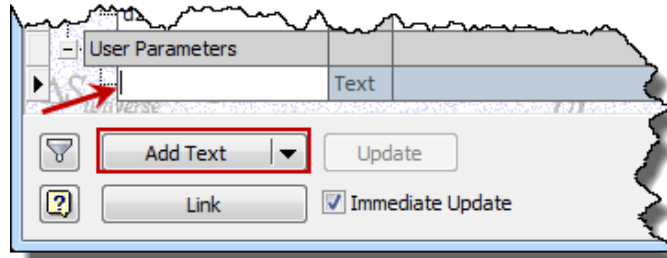 User Parameters
Text
Add Text
Update
Link
Immediate Update